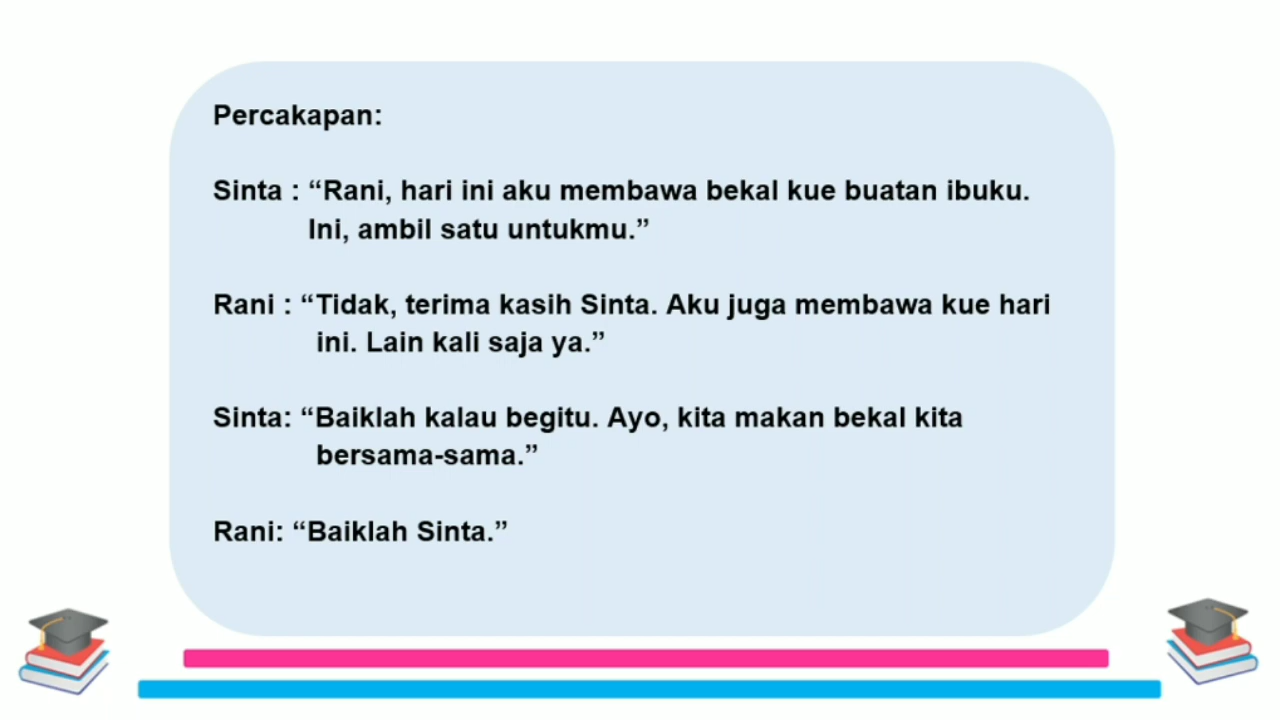 Percakapan:
Sinta : “Rani, hari ini aku membawa bekal kue buatan ibuku.
Ini, ambil satu untukmu.”
Rani : “Tidak, terima kasih Sinta. Aku juga membawa kue hari
ini. Lain kali saja ya.”
Sinta: “Baiklah kalau begitu. Ayo, kita makan bekal kita
bersama-sama.”
Rani: “Baiklah Sinta.”